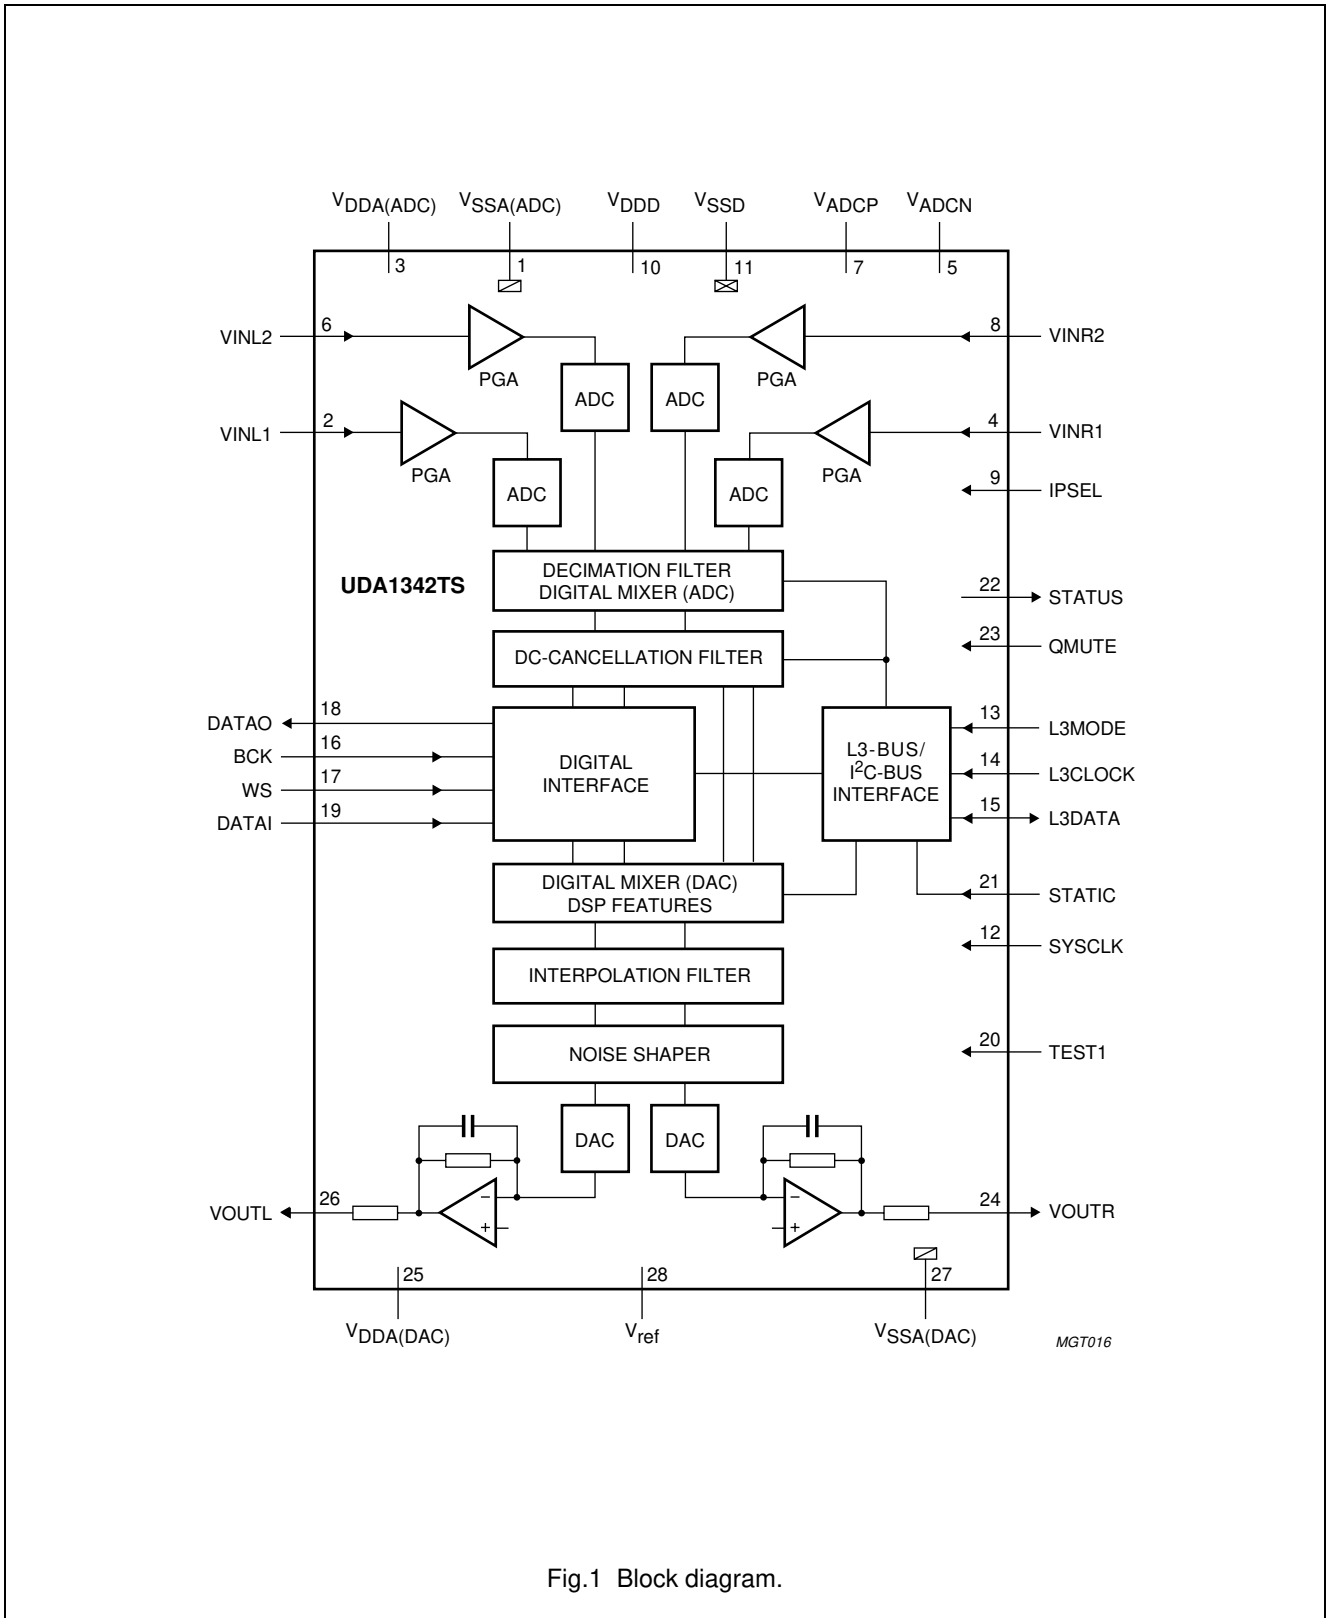 VDDA(ADC) VSSA(ADC) VDDD VSSD VADCP VADCN
3 1 10 11 7 5
VINL2 6 8 VINR2
PGA PGA
ADC ADC
VINL1 2 4 VINR1
PGA PGA
ADC ADC
9 IPSEL
UDA1342TS
DECIMATION FILTER
DIGITAL MIXER (ADC)
22 STATUS
23 QMUTE
DC-CANCELLATION FILTER
DATAO 18
BCK 16
WS 17
DATAI 19
DIGITAL
INTERFACE
L3-BUS/
I2C-BUS
INTERFACE
13 L3MODE
14 L3CLOCK
15 L3DATA
DIGITAL MIXER (DAC)
DSP FEATURES
21 STATIC
12 SYSCLK
INTERPOLATION FILTER
NOISE SHAPER
20 TEST1
DAC DAC
VOUTL 26 − + − + 24 VOUTR
25 28 27
VDDA(DAC) Vref VSSA(DAC)
MGT016
Fig.1 Block diagram.